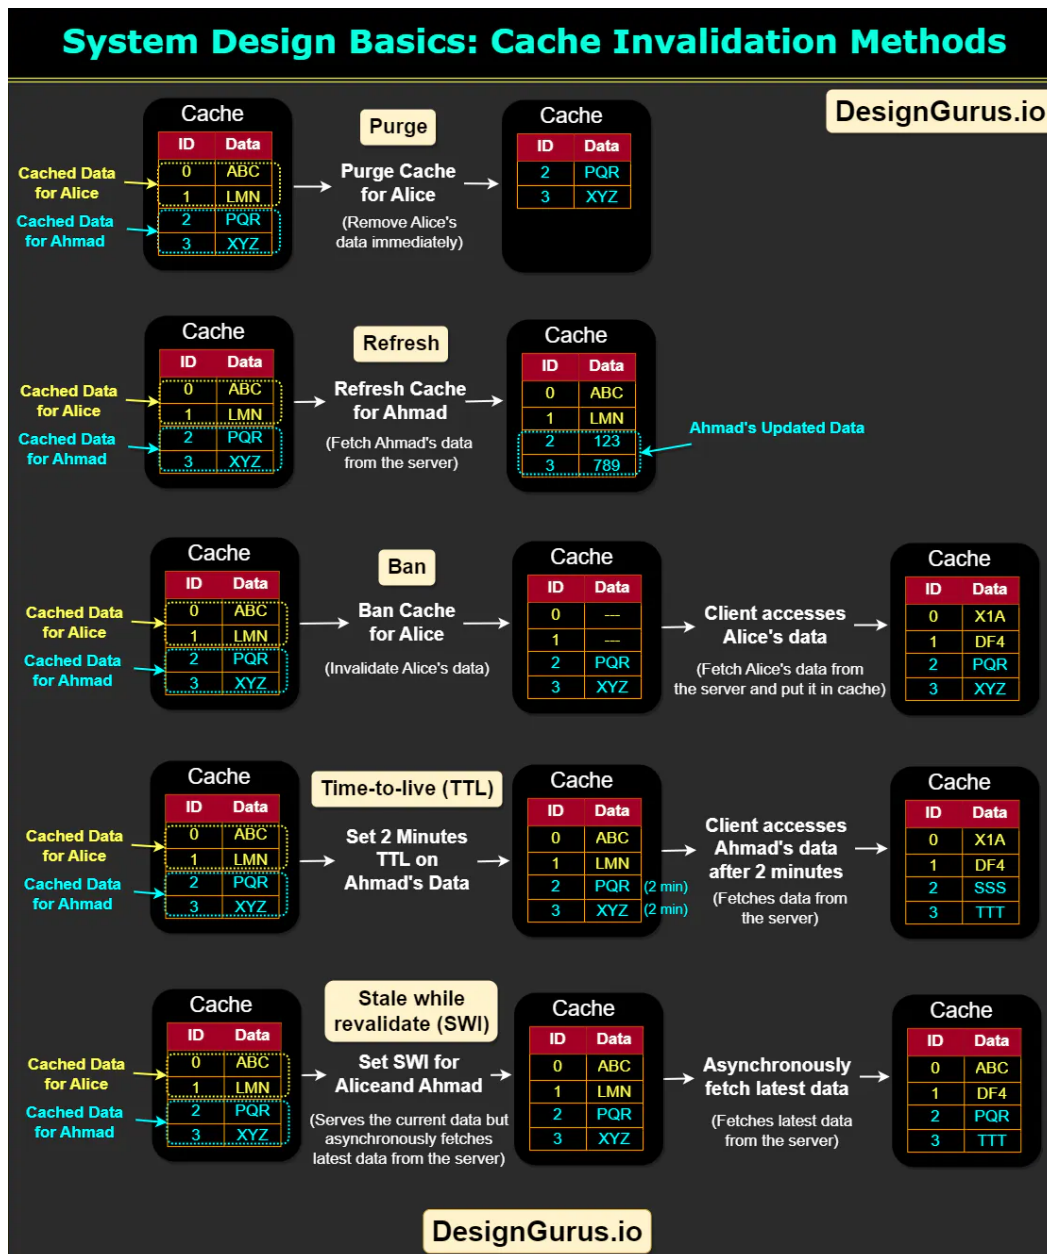 System Design Basics: Cache Invalidation Methods
DesignGurus.io
Cache
ID Data
0 ABC
1 LMN
2 PQR
3 XYZ
Cached Data
for Alice
Cached Data
for Ahmad
Purge
Purge Cache
for Alice
(Remove Alice's
data immediately)
Cache
ID Data
2 PQR
3 XYZ
Cache
ID Data
0 ABC
1 LMN
2 PQR
3 XYZ
Cached Data
for Alice
Cached Data
for Ahmad
Refresh
Refresh Cache
for Ahmad
(Fetch Ahmad's data
from the server)
Cache
ID Data
0 ABC
1 LMN
2 123
3 789
Ahmad's Updated Data
Cache
ID Data
0 ABC
1 LMN
2 PQR
3 XYZ
Cached Data
for Alice
Cached Data
for Ahmad
Ban
Ban Cache
for Alice
(Invalidate Alice's data)
Cache
ID Data
0 ---
1 ---
2 PQR
3 XYZ
Client accesses
Alice's data
(Fetch Alice's data from
the server and put it in cache)
Cache
ID Data
0 X1A
1 DF4
2 PQR
3 XYZ
Cache
ID Data
0 ABC
1 LMN
2 PQR
3 XYZ
Cached Data
for Alice
Cached Data
for Ahmad
Time-to-live (TTL)
Set 2 Minutes
TTL on
Ahmad's Data
Cache
ID Data
0 ABC
1 LMN
2 PQR (2 min)
3 XYZ (2 min)
Client accesses
Ahmad's data
after 2 minutes
(Fetches data from
the server)
Cache
ID Data
0 X1A
1 DF4
2 SSS
3 TTT
Cache
ID Data
0 ABC
1 LMN
2 PQR
3 XYZ
Cached Data
for Alice
Cached Data
for Ahmad
Stale while
revalidate (SWI)
Set SWI for
Aliceand Ahmad
(Serves the current data but
asynchronously fetches
latest data from the server)
Cache
ID Data
0 ABC
1 LMN
2 PQR
3 XYZ
Asynchronously
fetch latest data
(Fetches latest data
from the server)
Cache
ID Data
0 ABC
1 DF4
2 PQR
3 TTT
DesignGurus.io